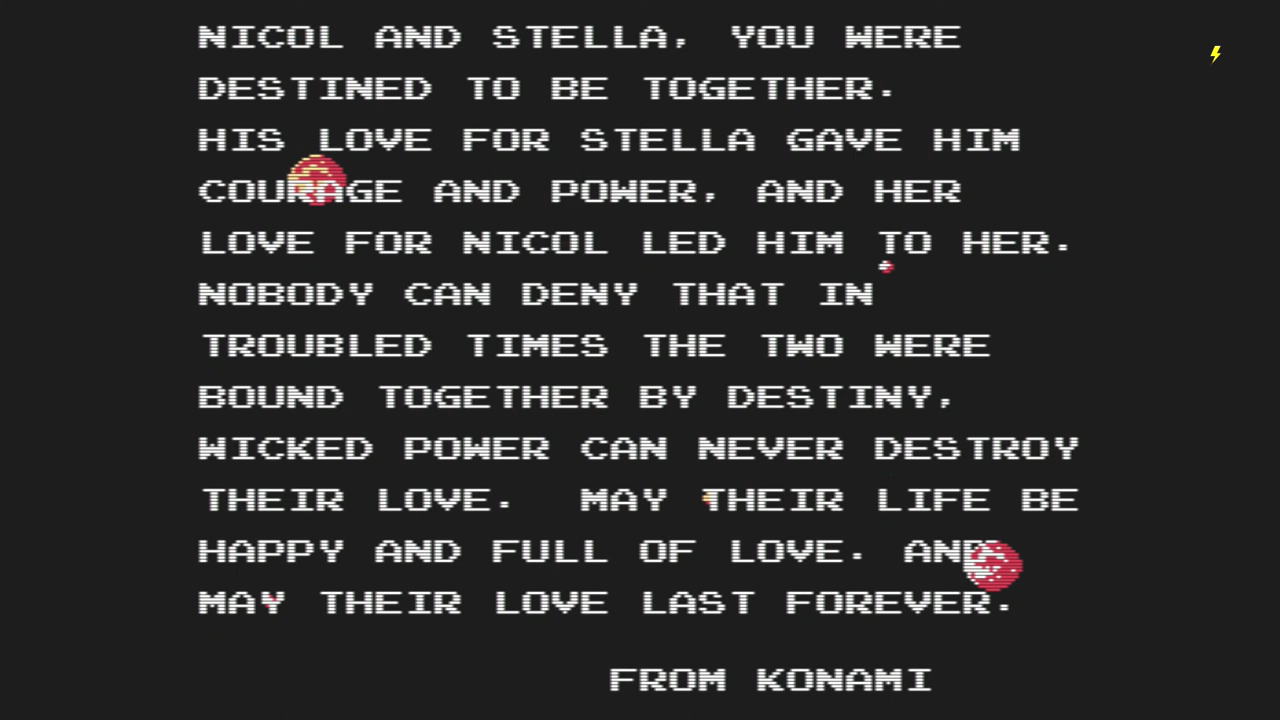 NICOL AND STELLA, YOU WERE
DESTINED TO BE TOGETHER.
HIS LOVE FOR STELLA GAVE HIM
COURAGE AND POWER, AND HER
LOVE FOR NICOL LED HIM TO HER.
NOBODY CAN DENY THAT IN
TROUBLED TIMES THE TWO WERE
BOUND TOGETHER BY DESTINY,
WICKED POWER CAN NEVER DESTROY
THEIR LOVE. MAY THEIR LIFE BE
HAPPY AND FULL OF LOVE. AND
MAY THEIR LOVE LAST FOREVER.
FROM KONAMI